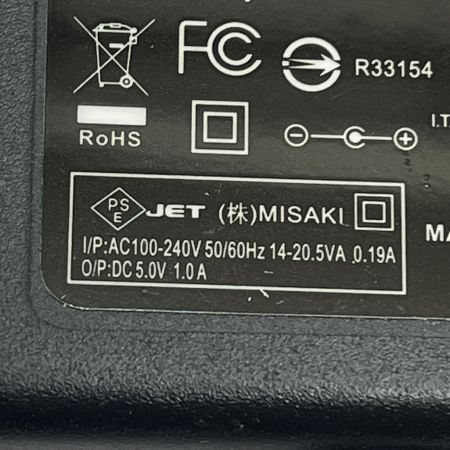 FC
R33154
I.T.
RoHS
PS
E
JET (株)MISAKI
MA
I/P:AC100-240V 50/60Hz 14-20.5VA 0.19A
O/P:DC 5.0V 1.0A